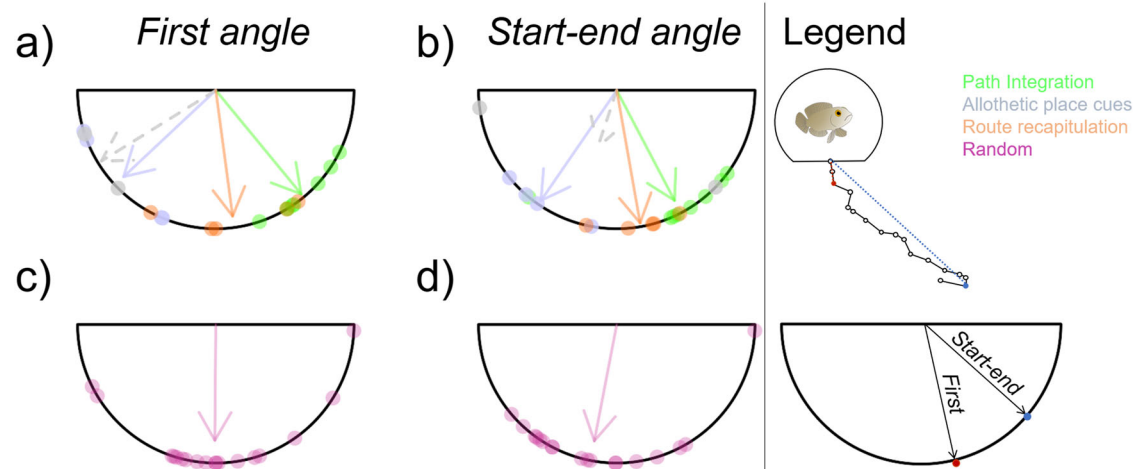 a)
First angle
b)
Start-end angle
Legend
Path Integration
Allothetic place cues
Route recapitulation
Random
c)
d)
Start-end
First